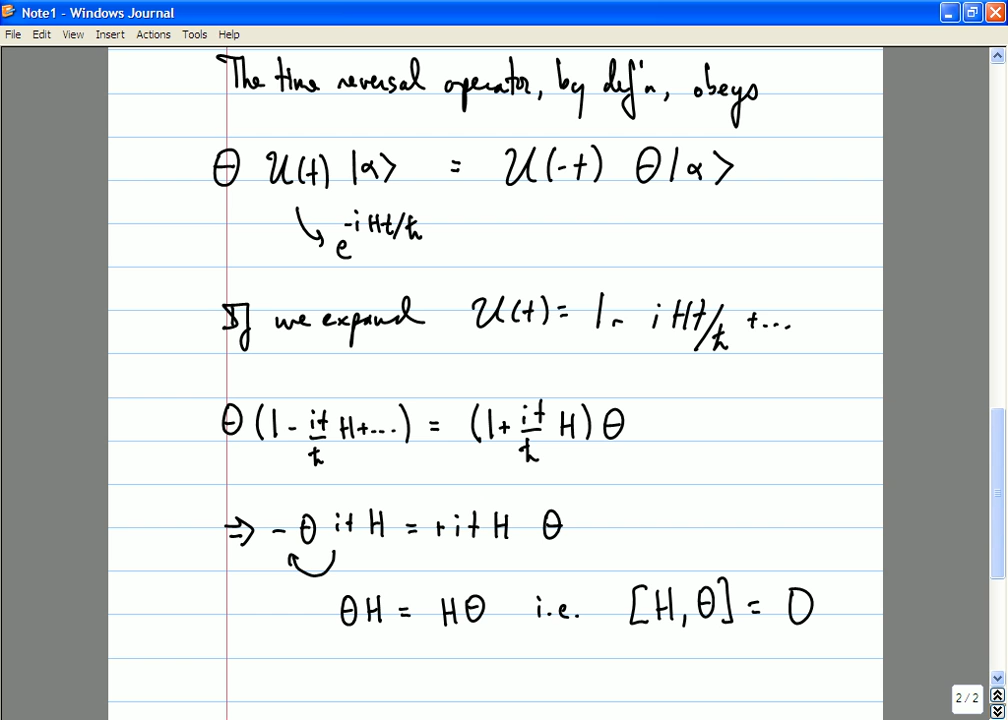 Note1 - Windows Journal
File Edit View Insert Actions Tools Help
The time reversal operator, by def'n, obeys
Θ U(t) |α> = U(-t) Θ|α>
↳ e^{-iHt/ħ}
If we expand U(t) = 1 - iHt/ħ + ...
Θ (1 - it/ħ H + ...) = (1 + it/ħ H) Θ
⇒ - Θ it H = + it H Θ
ΘH = HΘ i.e. [H, Θ] = 0
2/2